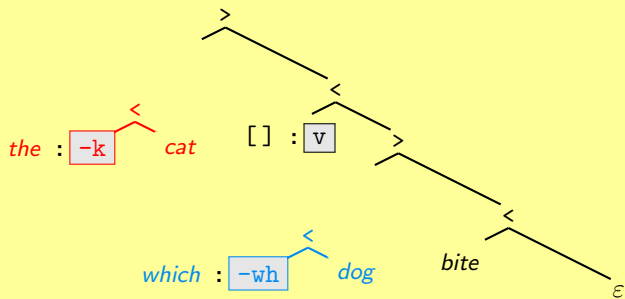 >
<
<
the : -k cat
[] : v
>
<
<
which : -wh dog
bite
ε